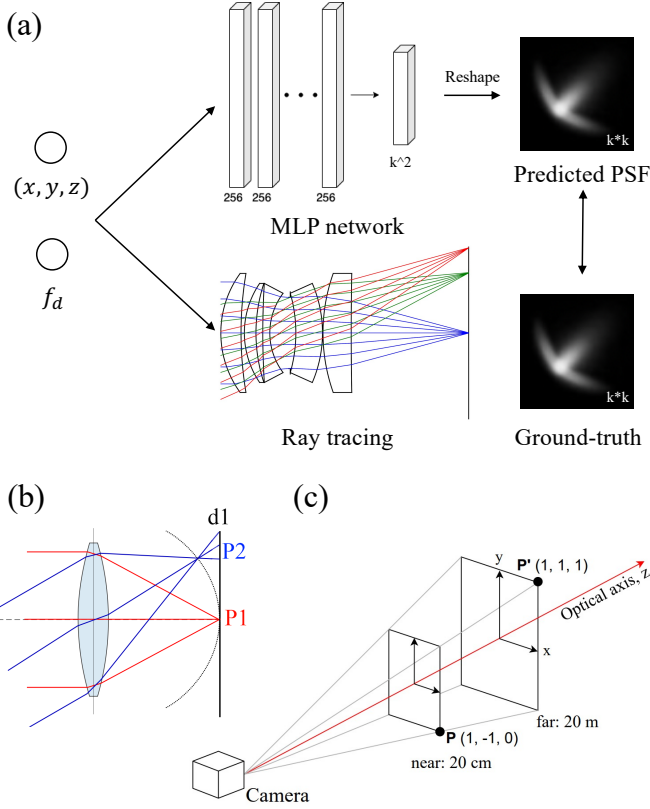 (a)
256 256 256
k^2
Reshape
k*k
MLP network
Predicted PSF
(x, y, z)
f_d
Ray tracing
k*k
Ground-truth
(b)
d1
P2
P1
(c)
y
P' (1, 1, 1)
Optical axis, z
x
P (1, -1, 0)
far: 20 m
near: 20 cm
Camera